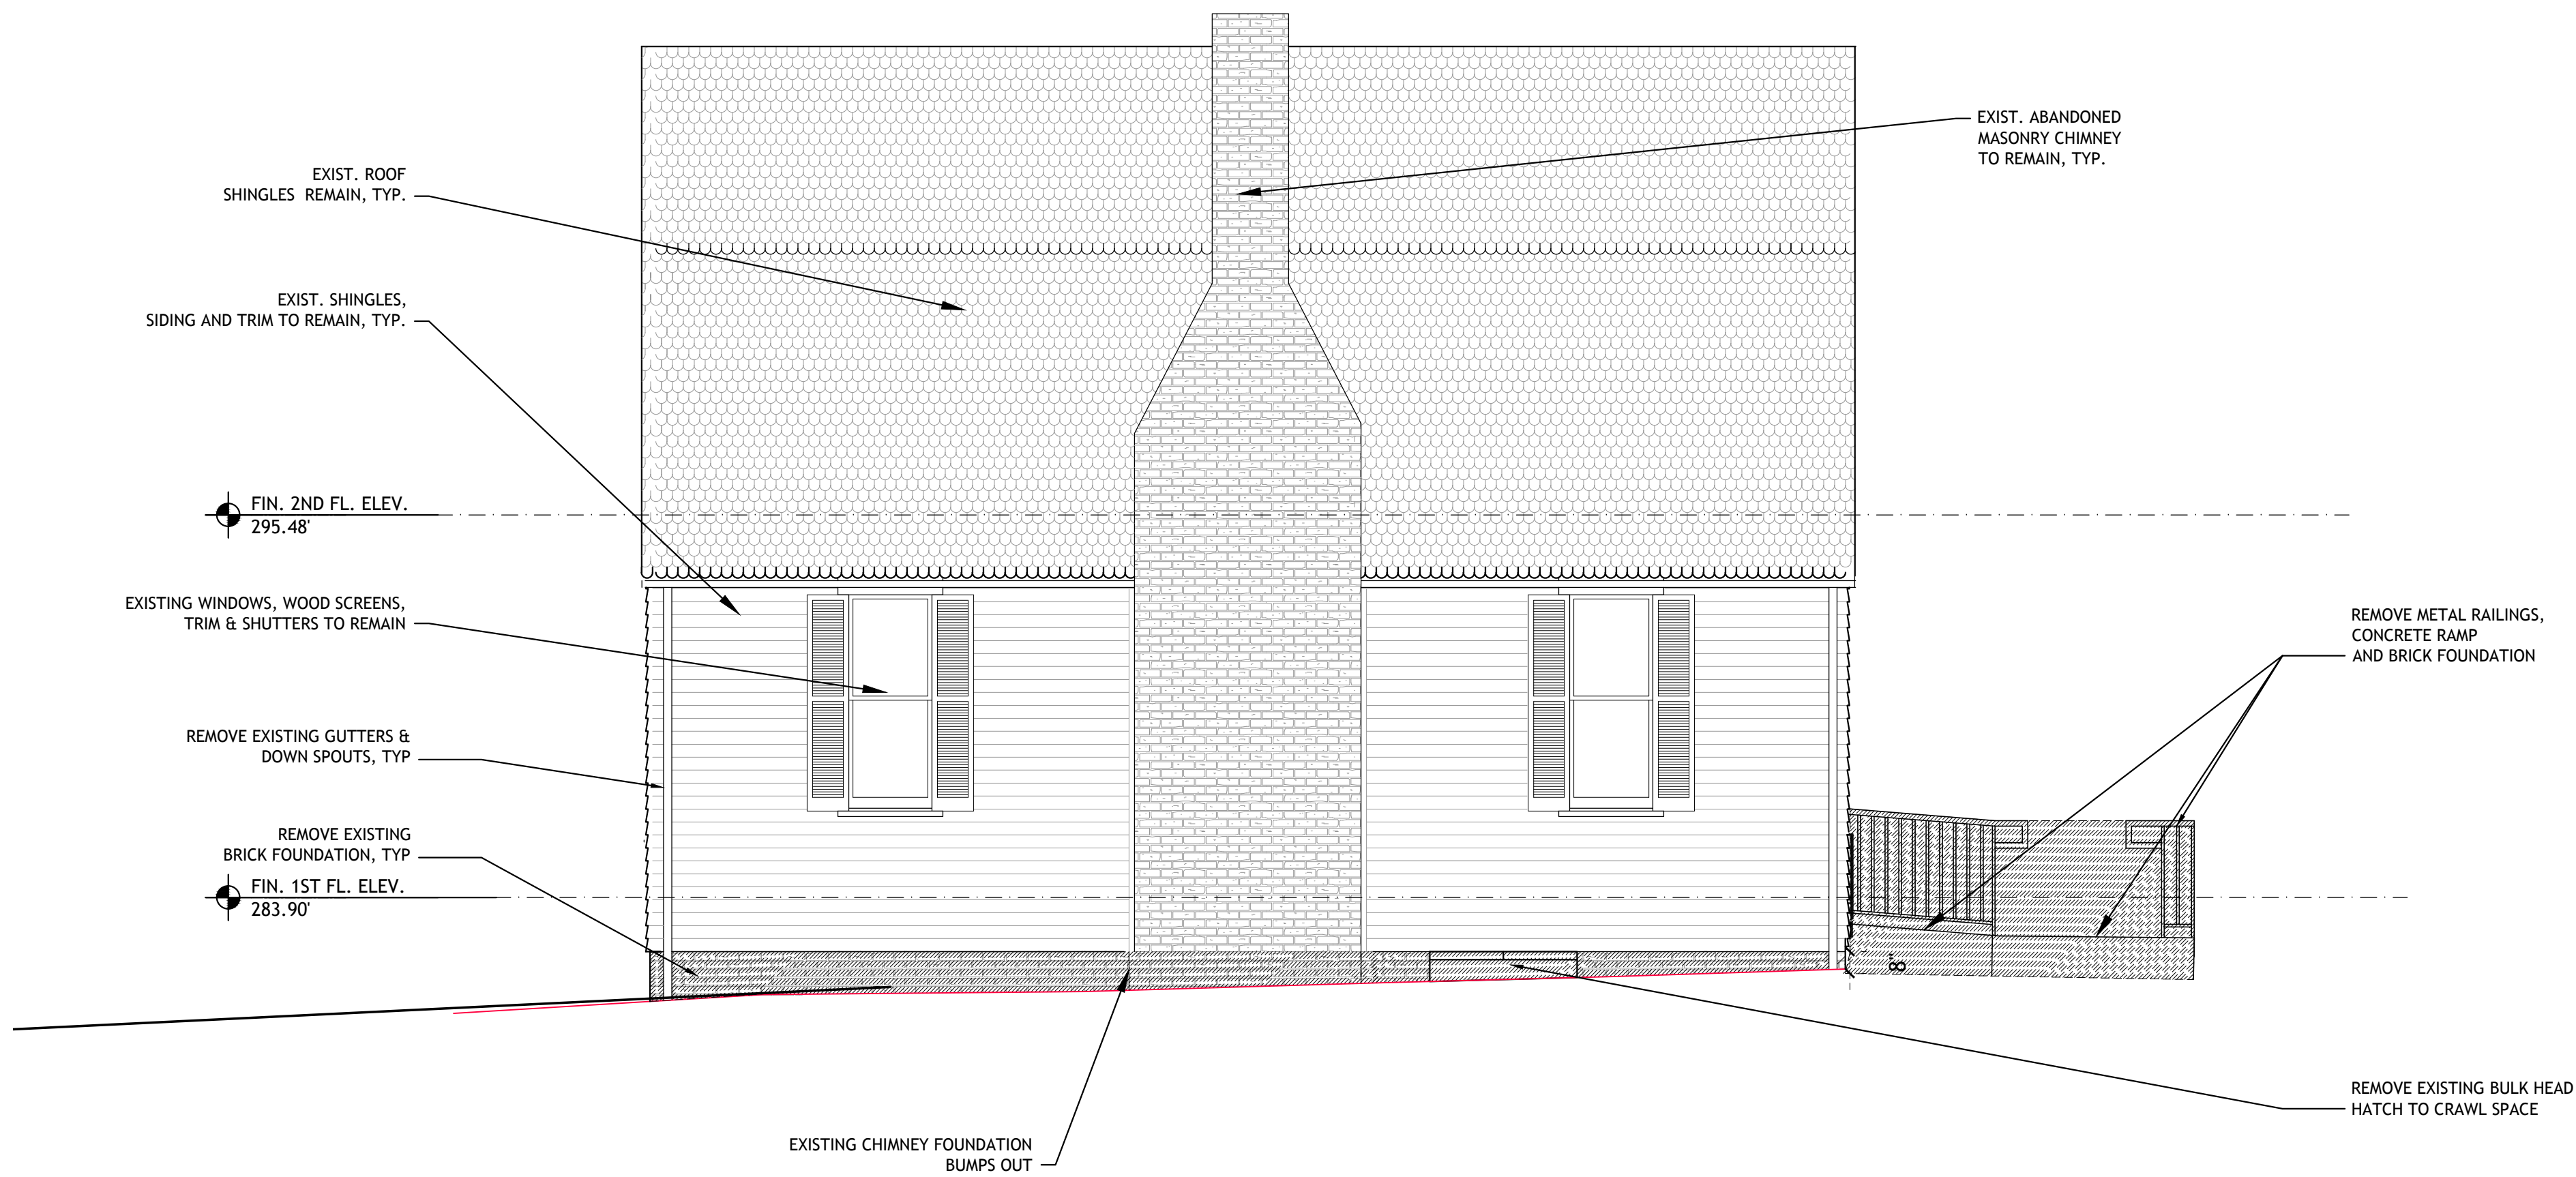 EXIST. ABANDONED
MASONRY CHIMNEY
TO REMAIN, TYP.
EXIST. ROOF
SHINGLES REMAIN, TYP.
EXIST. SHINGLES,
SIDING AND TRIM TO REMAIN, TYP.
FIN. 2ND FL. ELEV.
295.48'
EXISTING WINDOWS, WOOD SCREENS,
TRIM & SHUTTERS TO REMAIN
REMOVE METAL RAILINGS,
CONCRETE RAMP
AND BRICK FOUNDATION
REMOVE EXISTING GUTTERS &
DOWN SPOUTS, TYP
REMOVE EXISTING
BRICK FOUNDATION, TYP
FIN. 1ST FL. ELEV.
283.90'
8"
REMOVE EXISTING BULK HEAD
HATCH TO CRAWL SPACE
EXISTING CHIMNEY FOUNDATION
BUMPS OUT